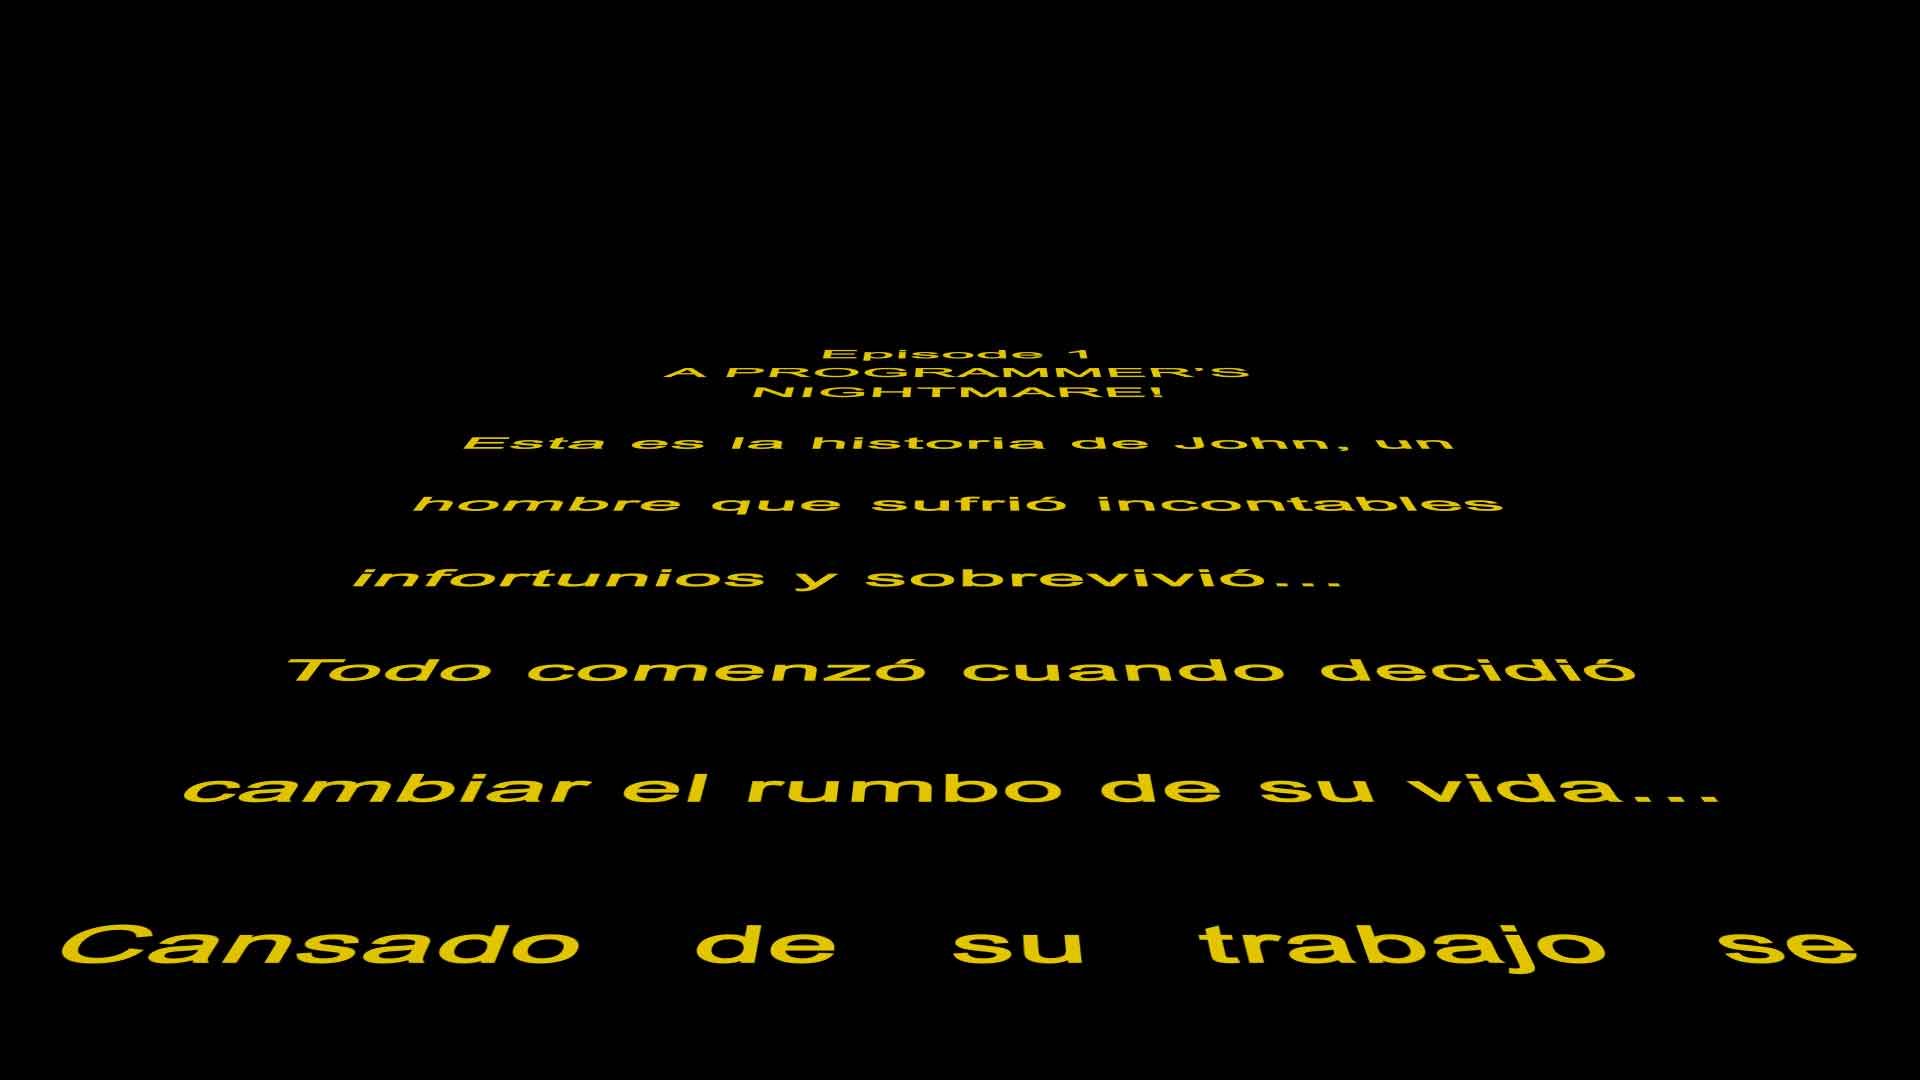 Episode 1
A PROGRAMMER'S
NIGHTMARE!
Esta es la historia de John, un
hombre que sufrió incontables
infortunios y sobrevivió...
Todo comenzó cuando decidió
cambiar el rumbo de su vida...
Cansado de su trabajo se